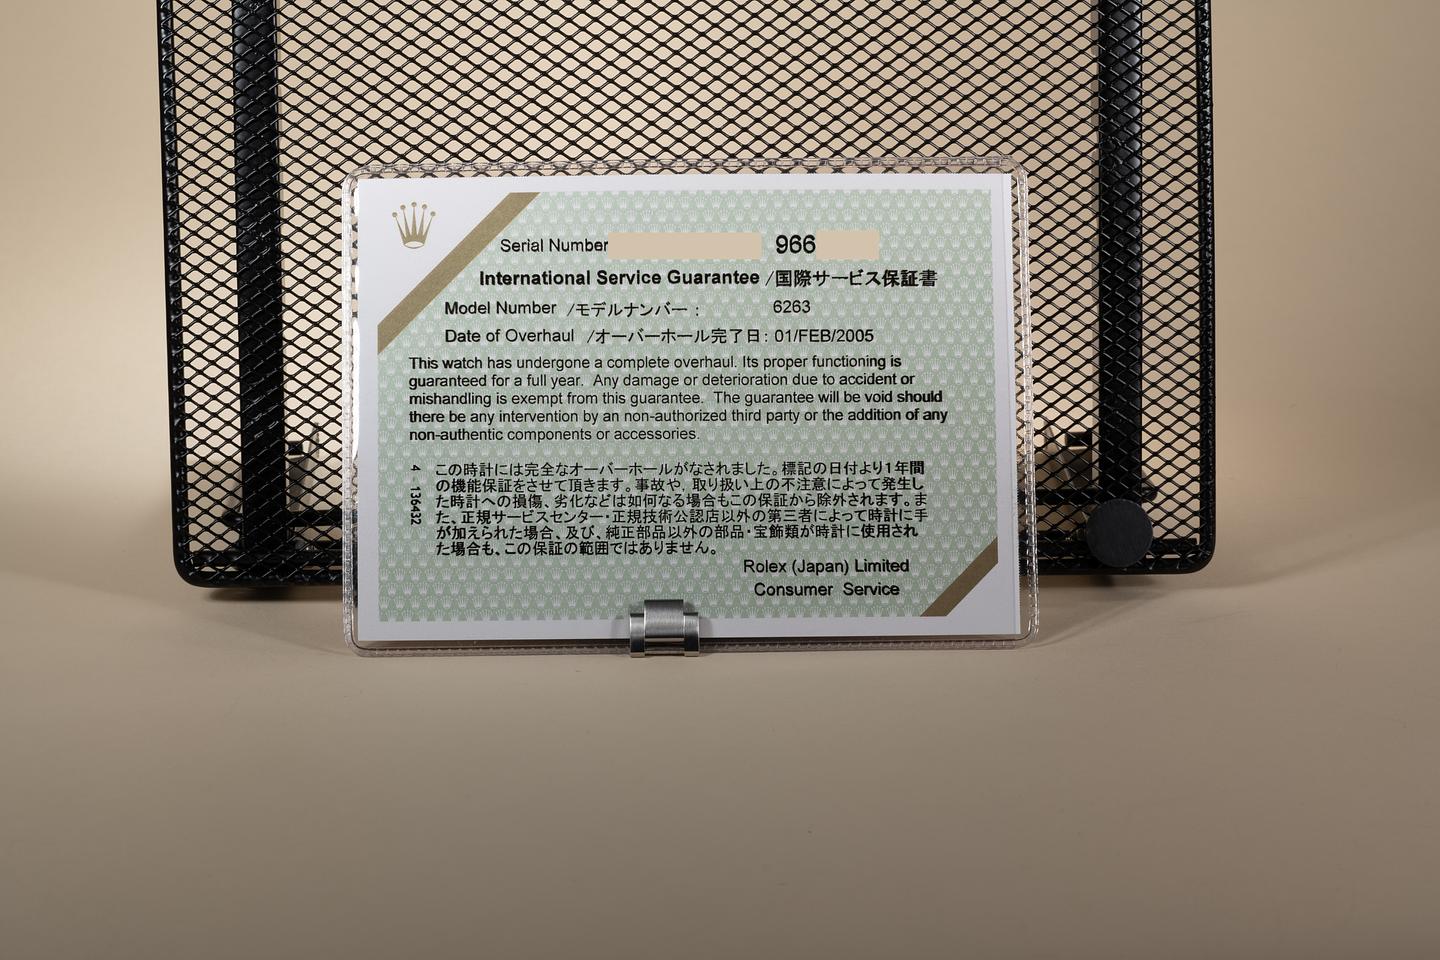 Serial Number 966
International Service Guarantee /国際サービス保証書
Model Number /モデルナンバー : 6263
Date of Overhaul /オーバーホール完了日: 01/FEB/2005
This watch has undergone a complete overhaul. Its proper functioning is
guaranteed for a full year. Any damage or deterioration due to accident or
mishandling is exempt from this guarantee. The guarantee will be void should
there be any intervention by an non-authorized third party or the addition of any
non-authentic components or accessories.
4 136432
この時計には完全なオーバーホールがなされました。標記の日付より1年間
の機能保証をさせて頂きます。事故や、取り扱い上の不注意によって発生し
た時計への損傷、劣化などは如何なる場合もこの保証から除外されます。ま
た、正規サービスセンター・正規技術公認店以外の第三者によって時計に手
が加えられた場合、及び、純正部品以外の部品・宝飾類が時計に使用され
た場合も、この保証の範囲ではありません。
Rolex (Japan) Limited
Consumer Service